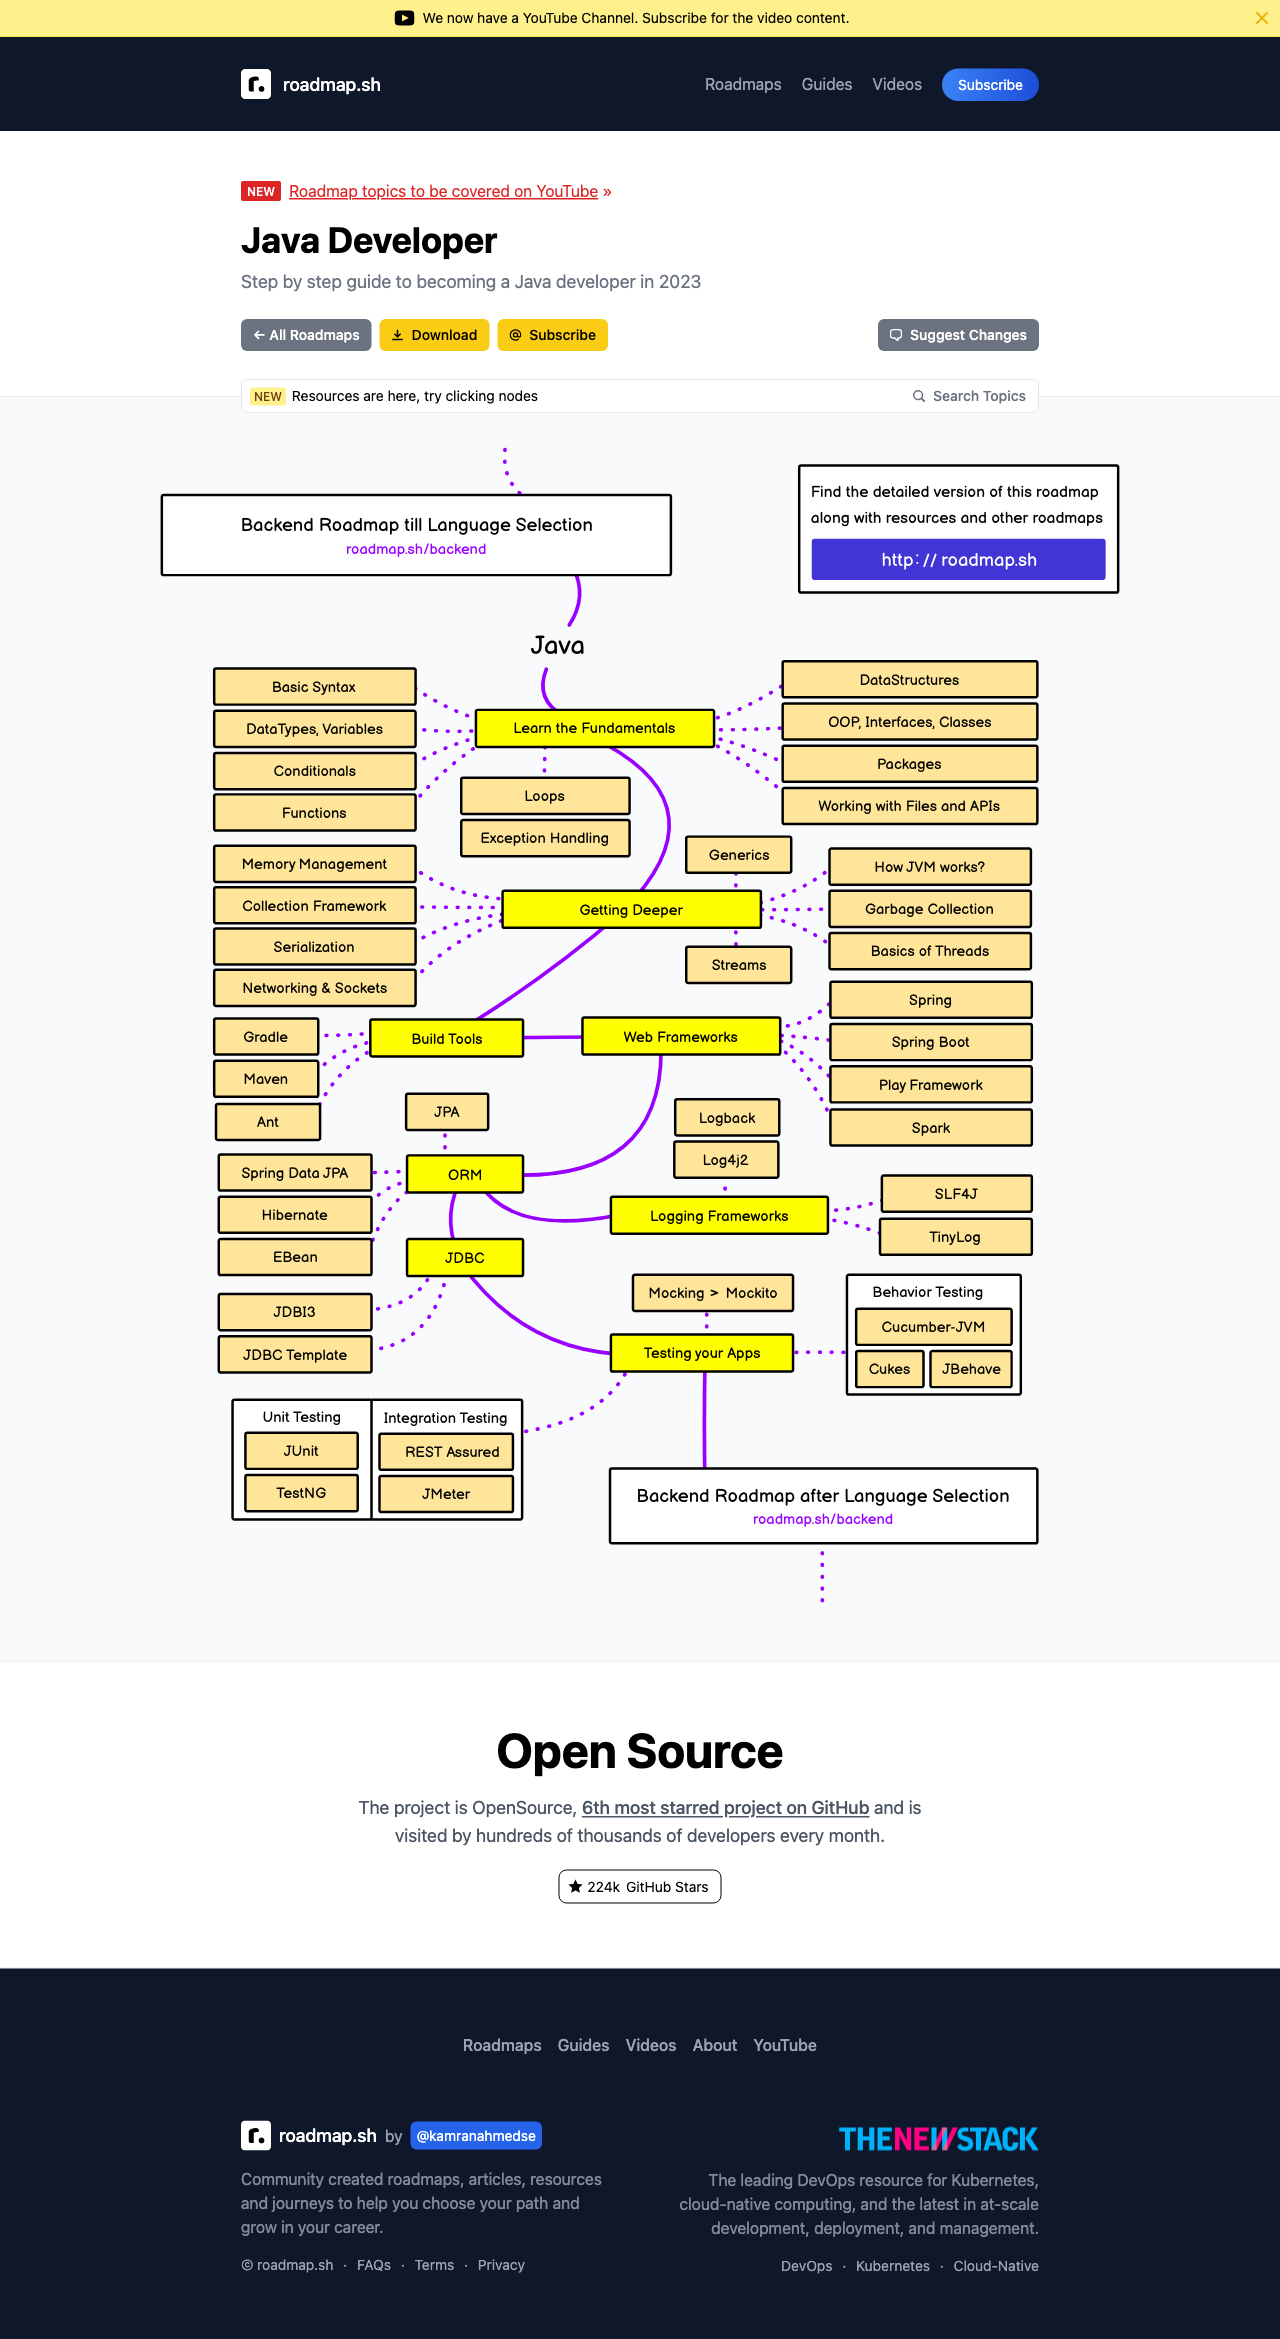 We now have a YouTube Channel. Subscribe for the video content.
roadmap.sh
Roadmaps Guides Videos Subscribe
NEW Roadmap topics to be covered on YouTube »
Java Developer
Step by step guide to becoming a Java developer in 2023
← All Roadmaps Download Subscribe Suggest Changes
NEW Resources are here, try clicking nodes Search Topics
Backend Roadmap till Language Selection
roadmap.sh/backend
Find the detailed version of this roadmap
along with resources and other roadmaps
http://roadmap.sh
Java
Basic Syntax
DataTypes, Variables
Conditionals
Functions
Learn the Fundamentals
Loops
Exception Handling
DataStructures
OOP, Interfaces, Classes
Packages
Working with Files and APIs
Memory Management
Collection Framework
Serialization
Networking & Sockets
Generics
Getting Deeper
Streams
How JVM works?
Garbage Collection
Basics of Threads
Gradle
Maven
Ant
Build Tools
Web Frameworks
Spring
Spring Boot
Play Framework
Spark
JPA
ORM
Spring Data JPA
Hibernate
EBean
Logback
Log4j2
Logging Frameworks
SLF4J
TinyLog
JDBC
JDBI3
JDBC Template
Mocking > Mockito
Testing your Apps
Behavior Testing
Cucumber-JVM
Cukes JBehave
Unit Testing
JUnit
TestNG
Integration Testing
REST Assured
JMeter
Backend Roadmap after Language Selection
roadmap.sh/backend
Open Source
The project is OpenSource, 6th most starred project on GitHub and is
visited by hundreds of thousands of developers every month.
224k GitHub Stars
Roadmaps Guides Videos About YouTube
roadmap.sh by @kamranahmedse
Community created roadmaps, articles, resources
and journeys to help you choose your path and
grow in your career.
© roadmap.sh · FAQs · Terms · Privacy
THENEWSTACK
The leading DevOps resource for Kubernetes,
cloud-native computing, and the latest in at-scale
development, deployment, and management.
DevOps · Kubernetes · Cloud-Native